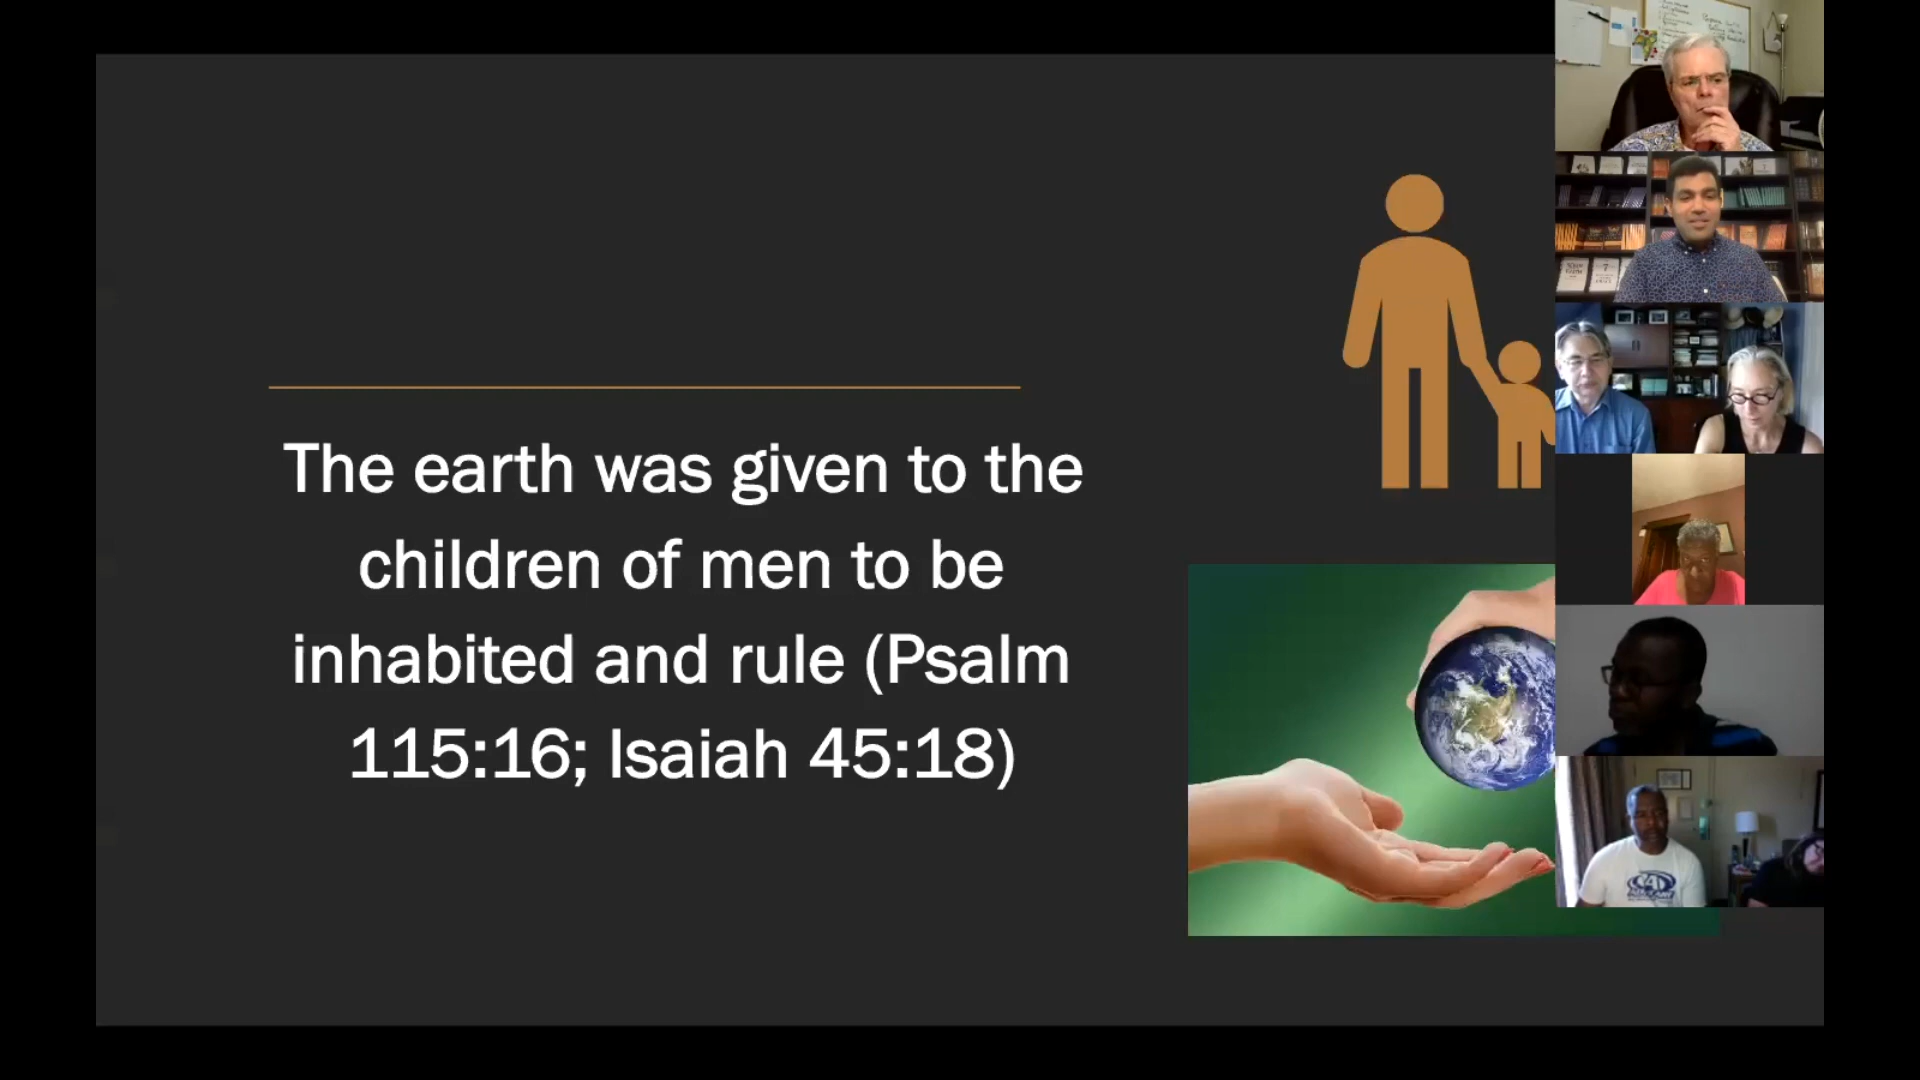 The earth was given to the
children of men to be
inhabited and rule (Psalm
115:16; Isaiah 45:18)